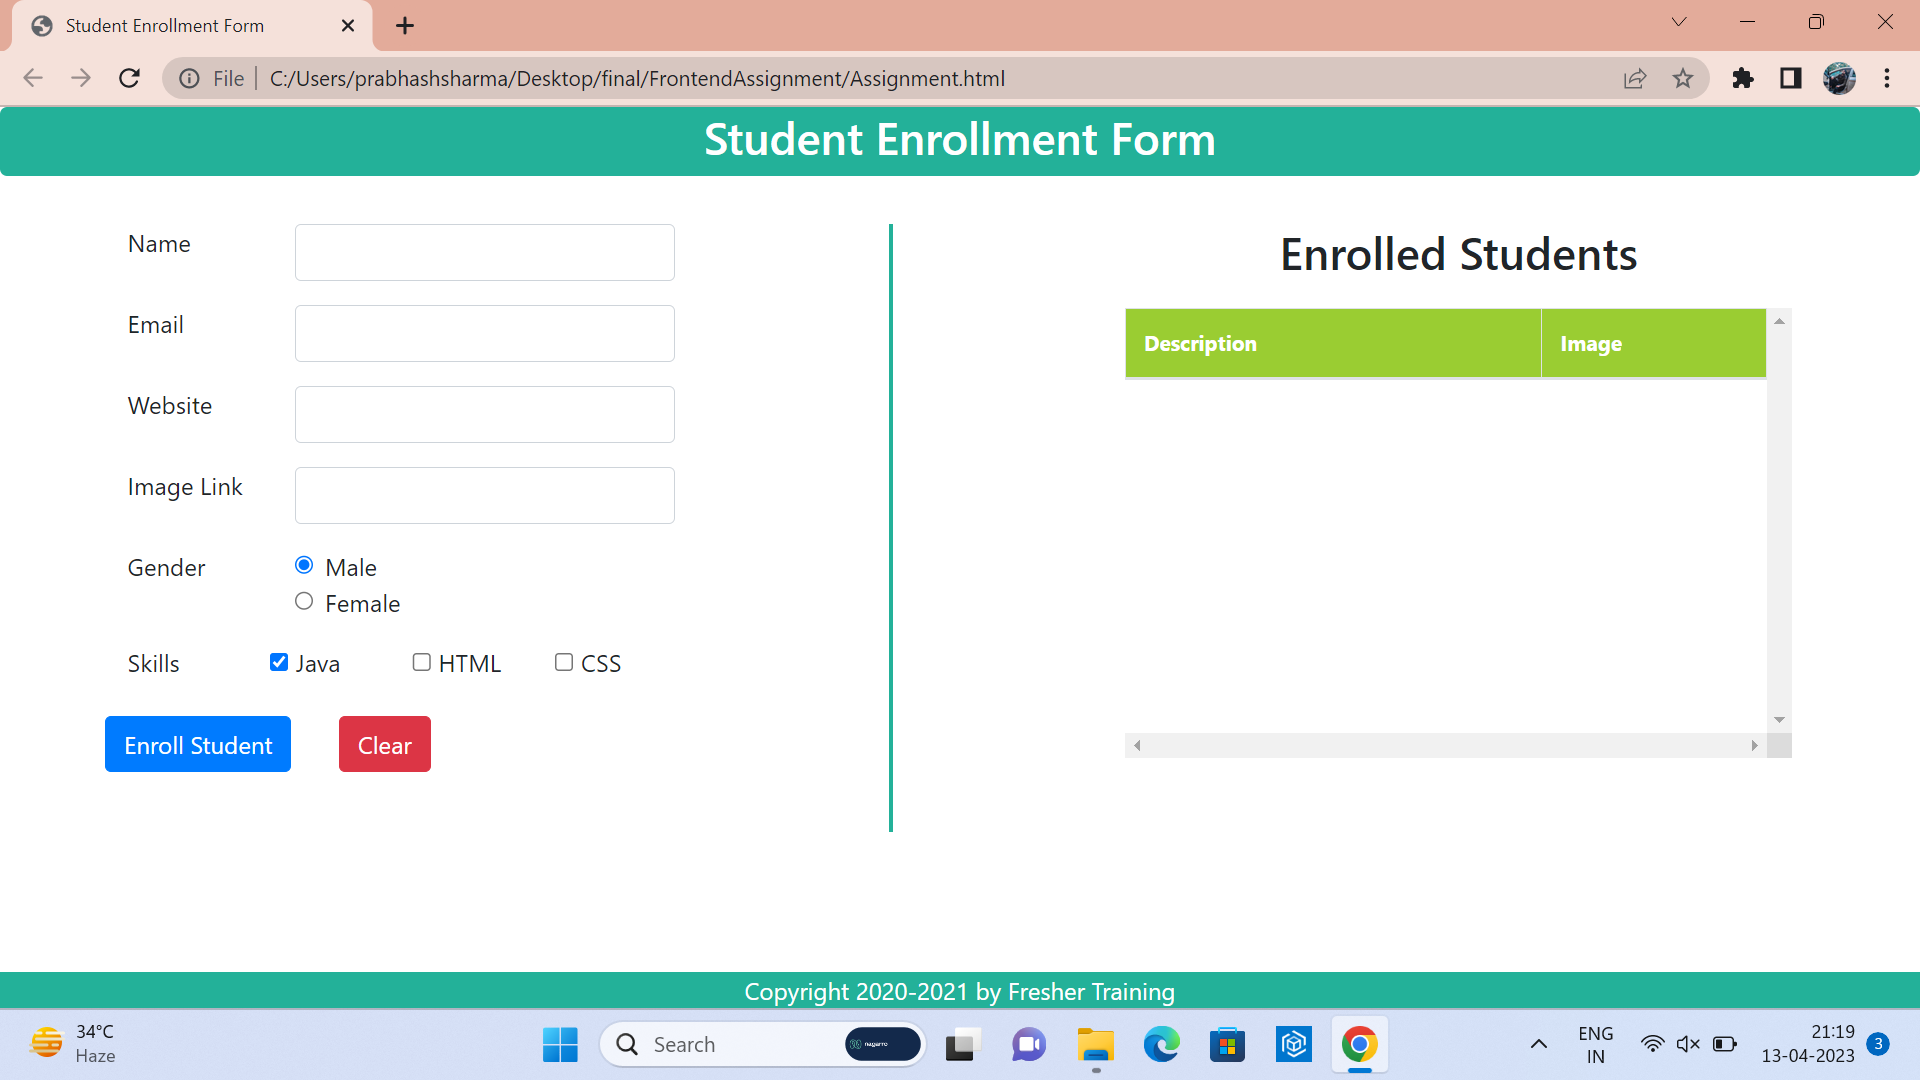 Student Enrollment Form
File
C:/Users/prabhashsharma/Desktop/final/FrontendAssignment/Assignment.html
Student Enrollment Form
Name
Email
Website
Image Link
Gender
Male
Female
Skills
Java
HTML
CSS
Enroll Student
Clear
Enrolled Students
Description
Image
Copyright 2020-2021 by Fresher Training
34°C
Haze
Search
nagarro
ENG
IN
21:19
13-04-2023
3